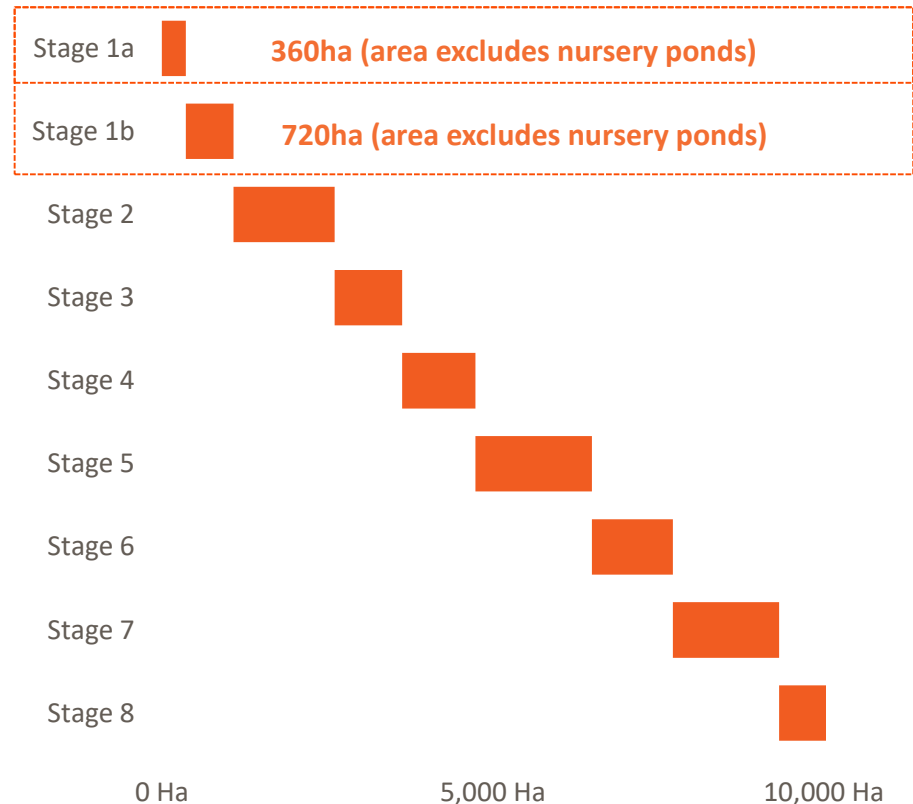 Stage 1a
360ha (area excludes nursery ponds)
Stage 1b
720ha (area excludes nursery ponds)
Stage 2
Stage 3
Stage 4
Stage 5
Stage 6
Stage 7
Stage 8
0 Ha
5,000 Ha
10,000 Ha